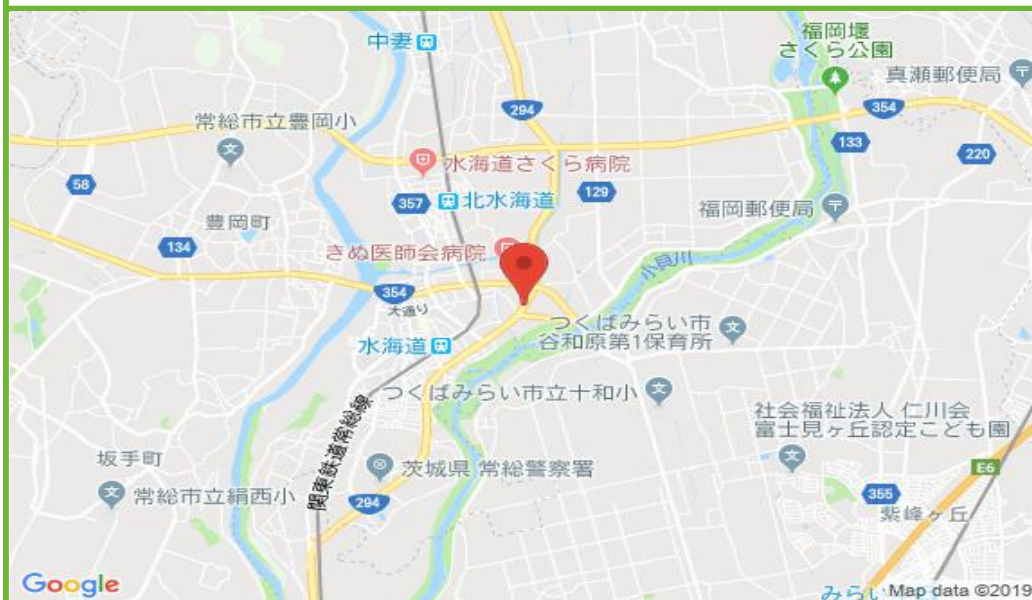 福岡堰
さくら公園
中妻
真瀬郵便局
294
354
常総市立豊岡小
133
水海道さくら病院
220
58
357
北水海道
129
福岡郵便局
豊岡町
134
きぬ医師会病院
小貝川
354
大通り
つくばみらい市
谷和原第1保育所
水海道
つくばみらい市立十和小
関東鉄道常総線
社会福祉法人 仁川会
富士見ヶ丘認定こども園
坂手町
茨城県 常総警察署
E6
常総市立絹西小
294
355
紫峰ヶ丘
Google
みらい
Map data ©2019